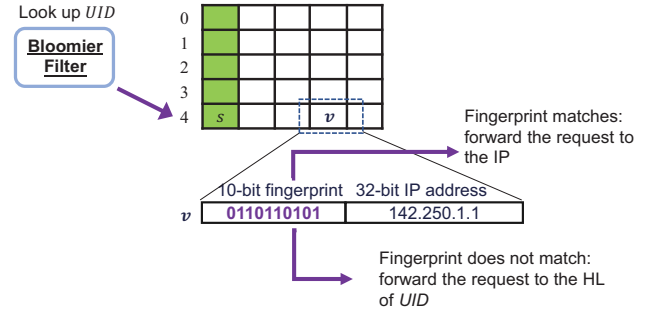 Look up UID
Bloomier
Filter
0
1
2
3
4
s
v
Fingerprint matches:
forward the request to
the IP
10-bit fingerprint 32-bit IP address
v 0110110101 142.250.1.1
Fingerprint does not match:
forward the request to the HL
of UID